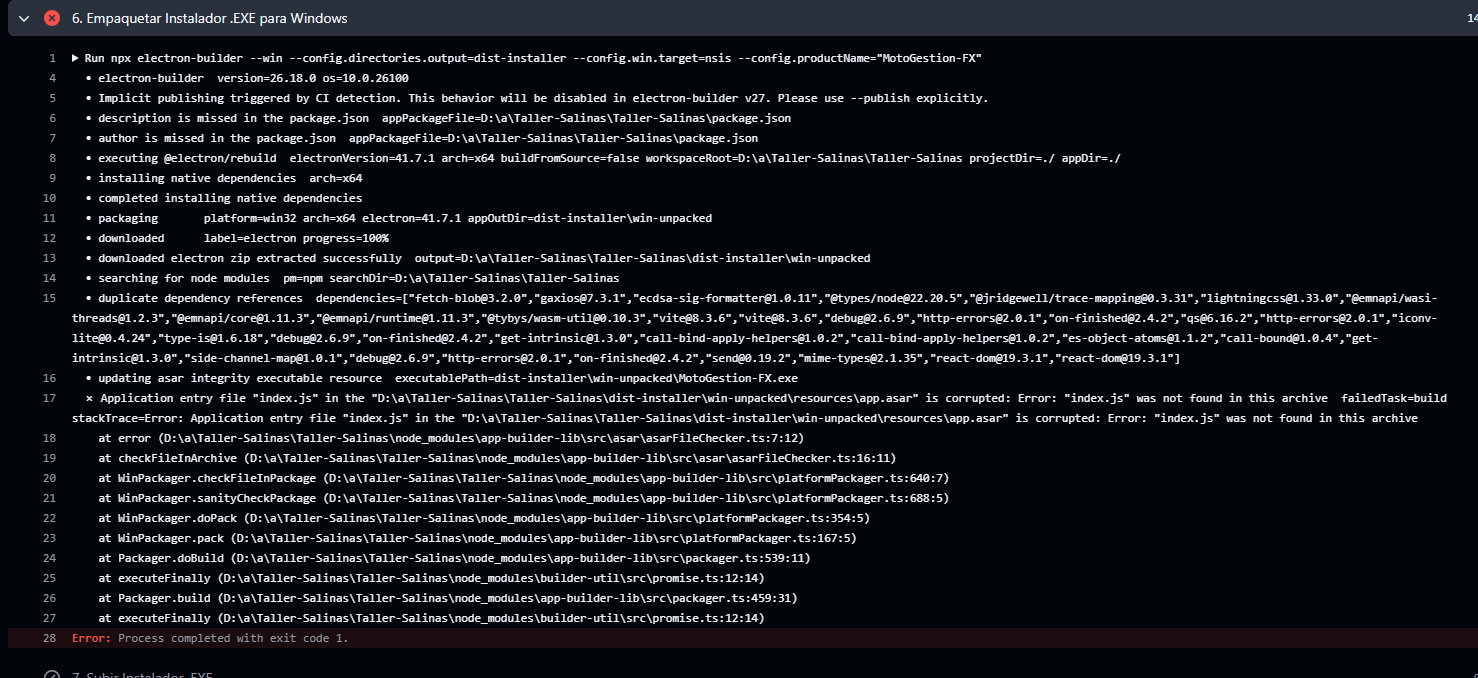 6. Empaquetar Instalador .EXE para Windows
14
1 ▶ Run npx electron-builder --win --config.directories.output=dist-installer --config.win.target=nsis --config.productName="MotoGestion-FX"
4 • electron-builder version=26.18.0 os=10.0.26100
5 • Implicit publishing triggered by CI detection. This behavior will be disabled in electron-builder v27. Please use --publish explicitly.
6 • description is missed in the package.json appPackageFile=D:\a\Taller-Salinas\Taller-Salinas\package.json
7 • author is missed in the package.json appPackageFile=D:\a\Taller-Salinas\Taller-Salinas\package.json
8 • executing @electron/rebuild electronVersion=41.7.1 arch=x64 buildFromSource=false workspaceRoot=D:\a\Taller-Salinas\Taller-Salinas projectDir=./ appDir=./
9 • installing native dependencies arch=x64
10 • completed installing native dependencies
11 • packaging platform=win32 arch=x64 electron=41.7.1 appOutDir=dist-installer\win-unpacked
12 • downloaded label=electron progress=100%
13 • downloaded electron zip extracted successfully output=D:\a\Taller-Salinas\Taller-Salinas\dist-installer\win-unpacked
14 • searching for node modules pm=npm searchDir=D:\a\Taller-Salinas\Taller-Salinas
15 • duplicate dependency references dependencies=["fetch-blob@3.2.0","gaxios@7.3.1","ecdsa-sig-formatter@1.0.11","@types/node@22.20.5","@jridgewell/trace-mapping@0.3.31","lightningcss@1.33.0","@emnapi/wasi-
threads@1.2.3","@emnapi/core@1.11.3","@emnapi/runtime@1.11.3","@tybys/wasm-util@0.10.3","vite@8.3.6","vite@8.3.6","debug@2.6.9","http-errors@2.0.1","on-finished@2.4.2","qs@6.16.2","http-errors@2.0.1","iconv-
lite@0.4.24","type-is@1.6.18","debug@2.6.9","on-finished@2.4.2","get-intrinsic@1.3.0","call-bind-apply-helpers@1.0.2","call-bind-apply-helpers@1.0.2","es-object-atoms@1.1.2","call-bound@1.0.4","get-
intrinsic@1.3.0","side-channel-map@1.0.1","debug@2.6.9","http-errors@2.0.1","on-finished@2.4.2","send@0.19.2","mime-types@2.1.35","react-dom@19.3.1","react-dom@19.3.1"]
16 • updating asar integrity executable resource executablePath=dist-installer\win-unpacked\MotoGestion-FX.exe
17 ⨯ Application entry file "index.js" in the "D:\a\Taller-Salinas\Taller-Salinas\dist-installer\win-unpacked\resources\app.asar" is corrupted: Error: "index.js" was not found in this archive failedTask=build
stackTrace=Error: Application entry file "index.js" in the "D:\a\Taller-Salinas\Taller-Salinas\dist-installer\win-unpacked\resources\app.asar" is corrupted: Error: "index.js" was not found in this archive
18 at error (D:\a\Taller-Salinas\Taller-Salinas\node_modules\app-builder-lib\src\asar\asarFileChecker.ts:7:12)
19 at checkFileInArchive (D:\a\Taller-Salinas\Taller-Salinas\node_modules\app-builder-lib\src\asar\asarFileChecker.ts:16:11)
20 at WinPackager.checkFileInPackage (D:\a\Taller-Salinas\Taller-Salinas\node_modules\app-builder-lib\src\platformPackager.ts:640:7)
21 at WinPackager.sanityCheckPackage (D:\a\Taller-Salinas\Taller-Salinas\node_modules\app-builder-lib\src\platformPackager.ts:688:5)
22 at WinPackager.doPack (D:\a\Taller-Salinas\Taller-Salinas\node_modules\app-builder-lib\src\platformPackager.ts:354:5)
23 at WinPackager.pack (D:\a\Taller-Salinas\Taller-Salinas\node_modules\app-builder-lib\src\platformPackager.ts:167:5)
24 at Packager.doBuild (D:\a\Taller-Salinas\Taller-Salinas\node_modules\app-builder-lib\src\packager.ts:539:11)
25 at executeFinally (D:\a\Taller-Salinas\Taller-Salinas\node_modules\builder-util\src\promise.ts:12:14)
26 at Packager.build (D:\a\Taller-Salinas\Taller-Salinas\node_modules\app-builder-lib\src\packager.ts:459:31)
27 at executeFinally (D:\a\Taller-Salinas\Taller-Salinas\node_modules\builder-util\src\promise.ts:12:14)
28 Error: Process completed with exit code 1.
7. Subir Instalador .EXE